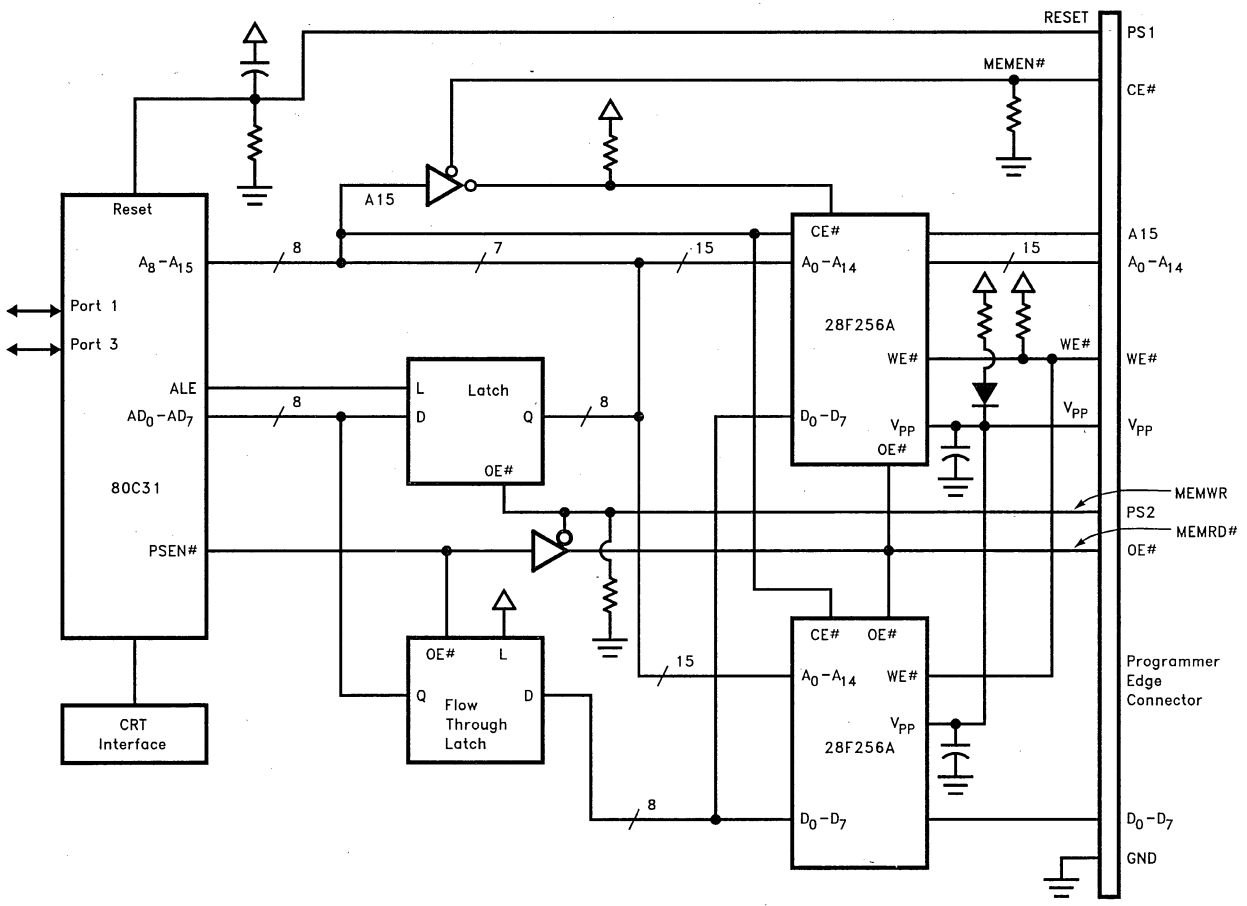 RESET
PS1
MEMEN#
CE#
A15
Reset
CE#
A15
8
7
15
15
A8–A15
A0–A14
A0–A14
Port 1
28F256A
Port 3
WE#
WE#
WE#
ALE
L
Latch
AD0–AD7
8
D
Q
8
D0–D7
VPP
VPP
VPP
OE#
OE#
80C31
MEMWR
PS2
MEMRD#
PSEN#
OE#
CE#
OE#
OE#
L
15
A0–A14
WE#
Programmer
Edge
Connector
Q
D
Flow
Through
Latch
VPP
CRT
Interface
28F256A
8
D0–D7
D0–D7
GND